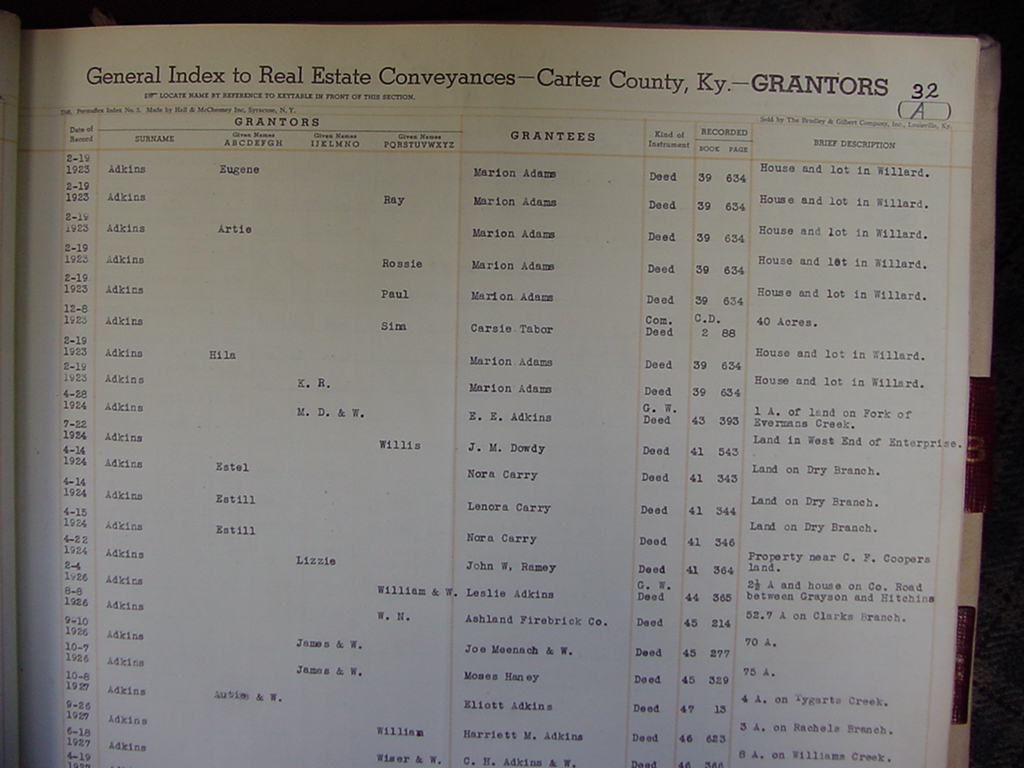 General Index to Real Estate Conveyances—Carter County, Ky.—GRANTORS 32
LOCATE NAME BY REFERENCE TO KEYTABLE IN FRONT OF THIS SECTION. A
Permaflex Index No. 3. Made by Hall & McChesney Inc, Syracuse, N. Y. Sold by The Bradley & Gilbert Company, Inc., Louisville, Ky.
Date of Record GRANTORS GRANTEES Kind of Instrument RECORDED BRIEF DESCRIPTION
SURNAME Given Names ABCDEFGH Given Names IJKLMNO Given Names PQRSTUVWXYZ BOOK PAGE
2-19 1923 Adkins Eugene Marion Adams Deed 39 634 House and lot in Willard.
2-19 1923 Adkins Ray Marion Adams Deed 39 634 House and lot in Willard.
2-19 1923 Adkins Artie Marion Adams Deed 39 634 House and lot in Willard.
2-19 1923 Adkins Rossie Marion Adams Deed 39 634 House and lot in Willard.
2-19 1923 Adkins Paul Marion Adams Deed 39 634 House and lot in Willard.
12-8 1923 Adkins Sim Carsie Tabor Com. Deed C.D. 2 88 40 Acres.
2-19 1923 Adkins Hila Marion Adams Deed 39 634 House and lot in Willard.
2-19 1923 Adkins K. R. Marion Adams Deed 39 634 House and lot in Willard.
4-28 1924 Adkins M. D. & W. E. E. Adkins G. W. Deed 43 393 1 A. of land on Fork of Evermans Creek.
7-22 1924 Adkins Willis J. M. Dowdy Deed 41 543 Land in West End of Enterprise.
4-14 1924 Adkins Estel Nora Carry Deed 41 343 Land on Dry Branch.
4-14 1924 Adkins Estill Lenora Carry Deed 41 344 Land on Dry Branch.
4-15 1924 Adkins Estill Nora Carry Deed 41 346 Land on Dry Branch.
4-22 1924 Adkins Lizzie John W. Ramey Deed 41 364 Property near C. F. Coopers land.
2-4 1926 Adkins William & W. Leslie Adkins G. W. Deed 44 365 2½ A and house on Co. Road between Grayson and Hitchins
8-8 1926 Adkins W. N. Ashland Firebrick Co. Deed 45 214 52.7 A on Clarks Branch.
9-10 1926 Adkins James & W. Joe Meenach & W. Deed 45 277 70 A.
10-7 1926 Adkins James & W. Moses Haney Deed 45 329 75 A.
10-8 1927 Adkins Autie & W. Eliott Adkins Deed 47 13 4 A. on Tygarts Creek.
9-26 1927 Adkins William Harriett M. Adkins Deed 46 623 3 A. on Rachels Branch.
6-18 1927 Adkins Wiser & W. C. H. Adkins & W. Deed 46 366 8 A. on Williams Creek.
4-19